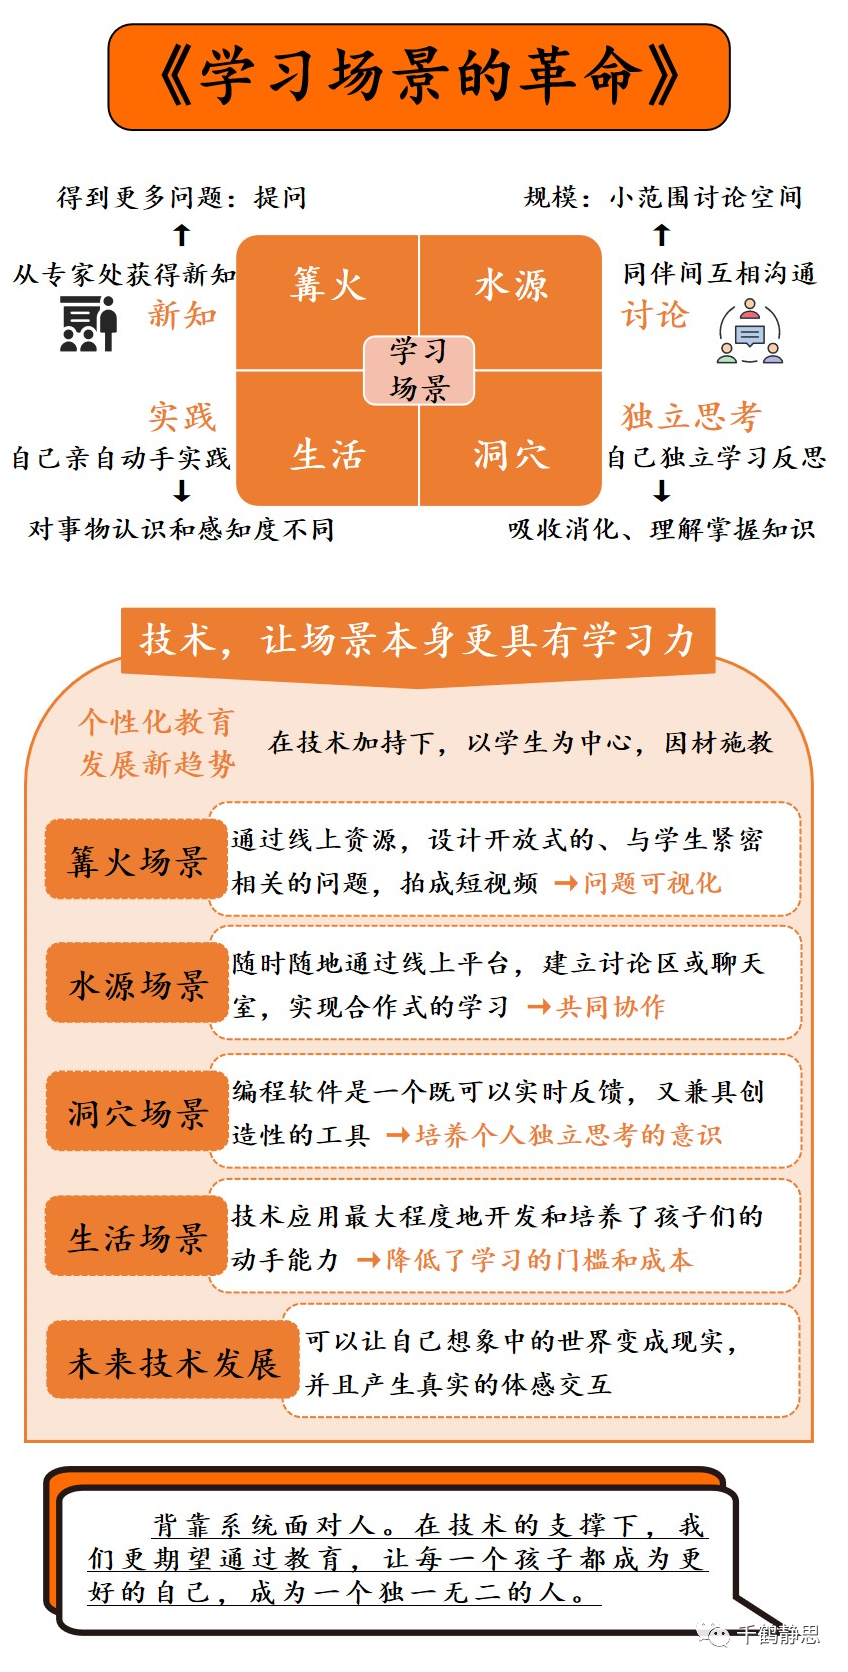 《学习场景的革命》
得到更多问题：提问
规模：小范围讨论空间
从专家处获得新知
同伴间互相沟通
新知
篝火
水源
讨论
学习
场景
实践
生活
洞穴
独立思考
自己亲自动手实践
自己独立学习反思
对事物认识和感知度不同
吸收消化、理解掌握知识
技术，让场景本身更具有学习力
个性化教育
发展新趋势
在技术加持下，以学生为中心，因材施教
篝火场景
通过线上资源，设计开放式的、与学生紧密
相关的问题，拍成短视频 →问题可视化
水源场景
随时随地通过线上平台，建立讨论区或聊天
室，实现合作式的学习 →共同协作
洞穴场景
编程软件是一个既可以实时反馈，又兼具创
造性的工具 →培养个人独立思考的意识
生活场景
技术应用最大程度地开发和培养了孩子们的
动手能力 →降低了学习的门槛和成本
未来技术发展
可以让自己想象中的世界变成现实，
并且产生真实的体感交互
背靠系统面对人。在技术的支撑下，我
们更期望通过教育，让每一个孩子都成为更
好的自己，成为一个独一无二的人。
千鹤静思